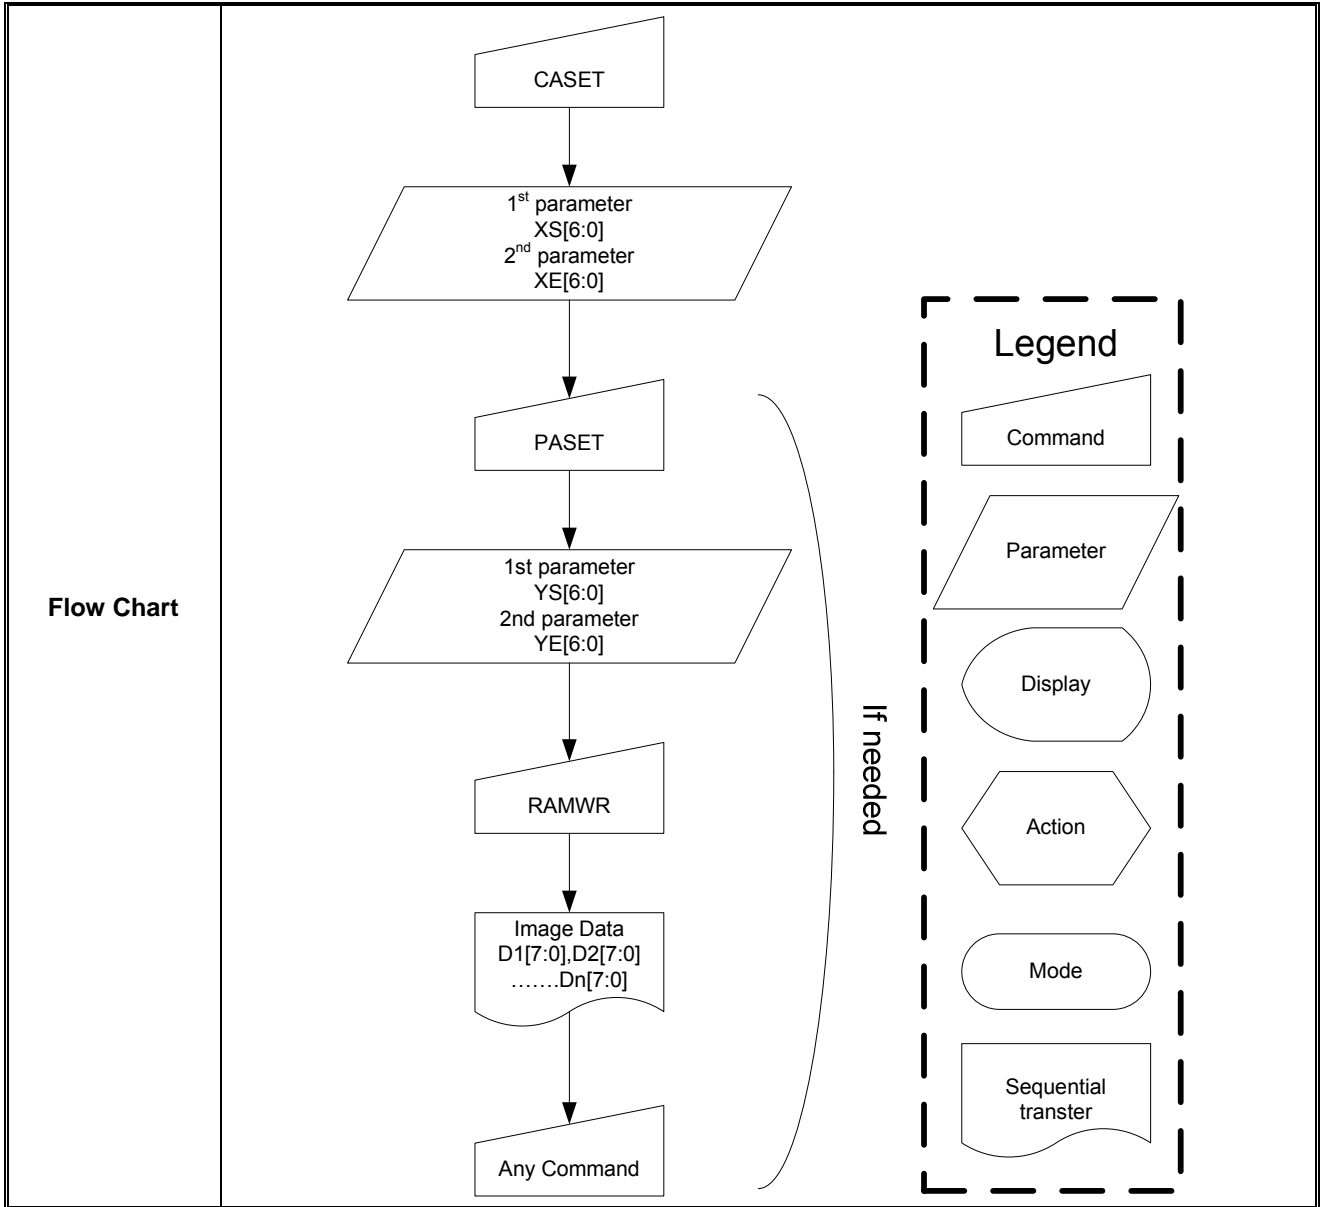 Flow Chart
CASET
1st parameter
XS[6:0]
2nd parameter
XE[6:0]
PASET
1st parameter
YS[6:0]
2nd parameter
YE[6:0]
RAMWR
Image Data
D1[7:0],D2[7:0]
.......Dn[7:0]
Any Command
If needed
Legend
Command
Parameter
Display
Action
Mode
Sequential
transter